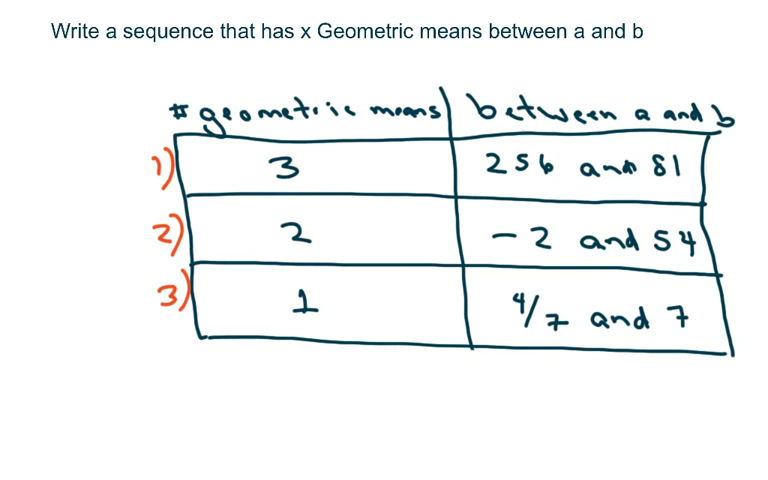 Write a sequence that has x Geometric means between a and b
# geometric means between a and b
1) 3 256 and 81
2) 2 -2 and 54
3) 1 4/7 and 7